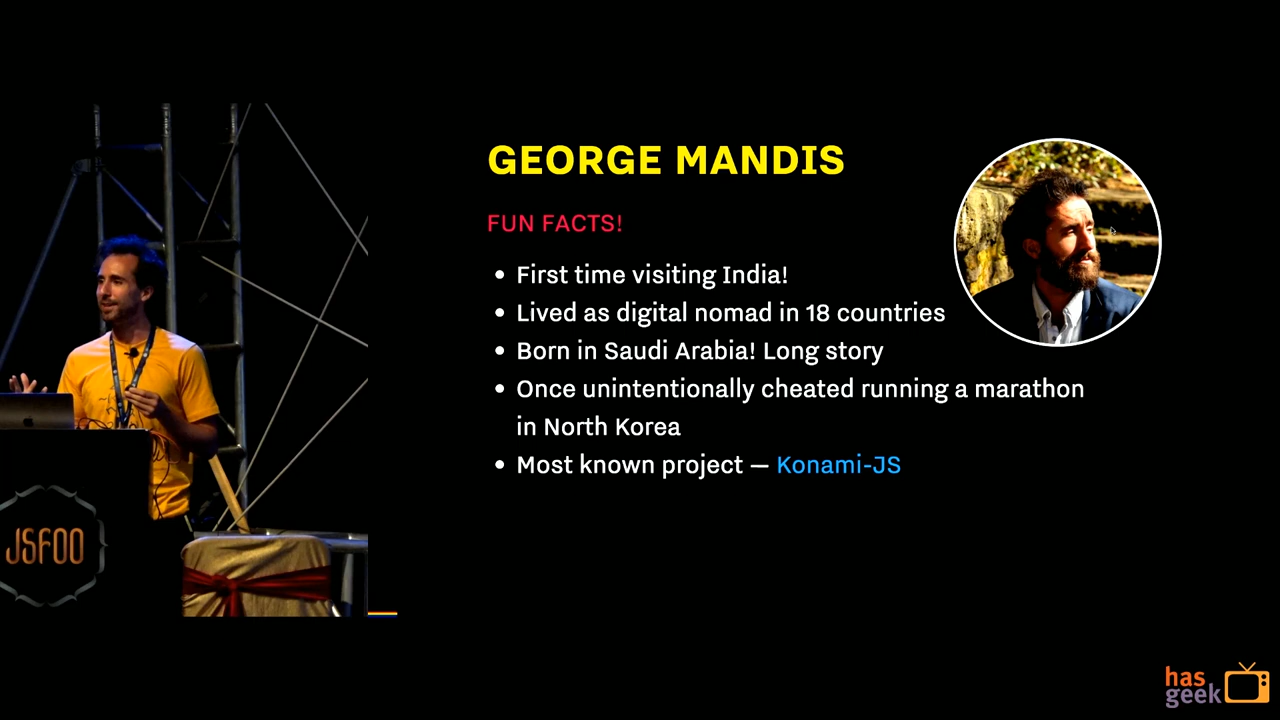 GEORGE MANDIS
FUN FACTS!
First time visiting India!
Lived as digital nomad in 18 countries
Born in Saudi Arabia! Long story
Once unintentionally cheated running a marathon
in North Korea
Most known project — Konami-JS
JSFOO
has
geek